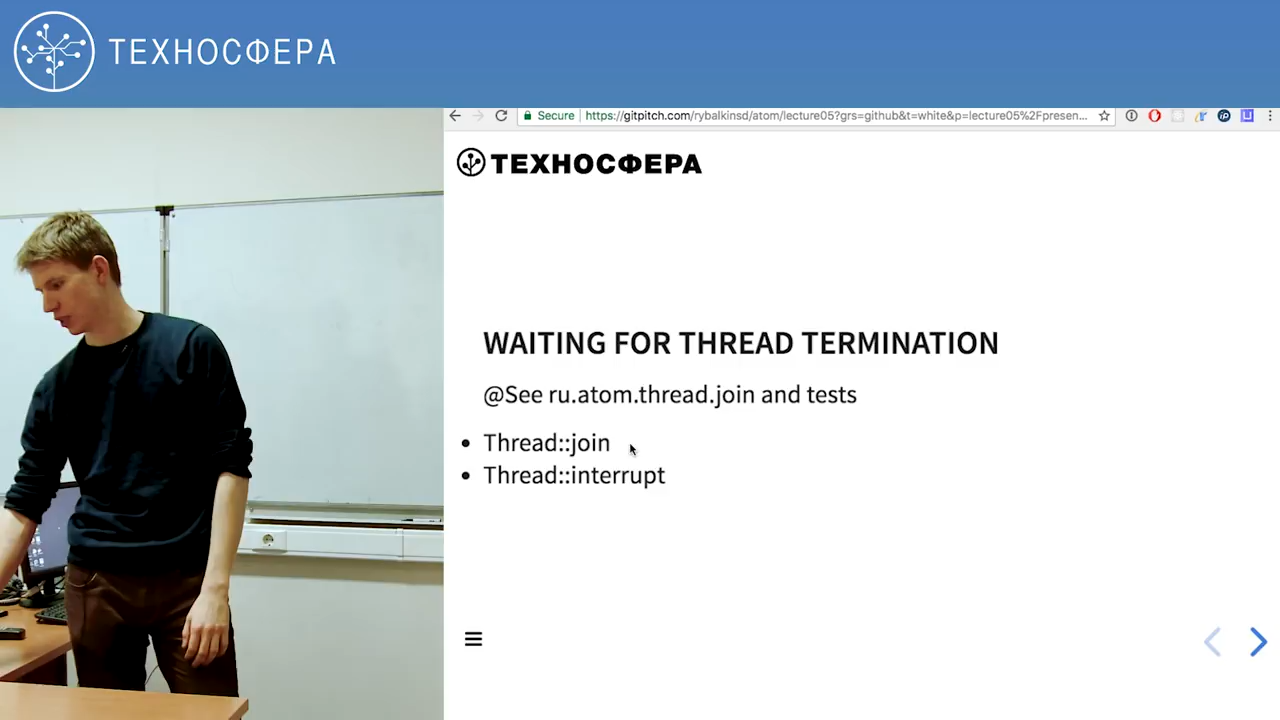 ТЕХНОСФЕРА
Secure https://gitpitch.com/rybalkinsd/atom/lecture05?grs=github&t=white&p=lecture05%2Fpresen...
ТЕХНОСФЕРА
WAITING FOR THREAD TERMINATION
@See ru.atom.thread.join and tests
• Thread::join
• Thread::interrupt